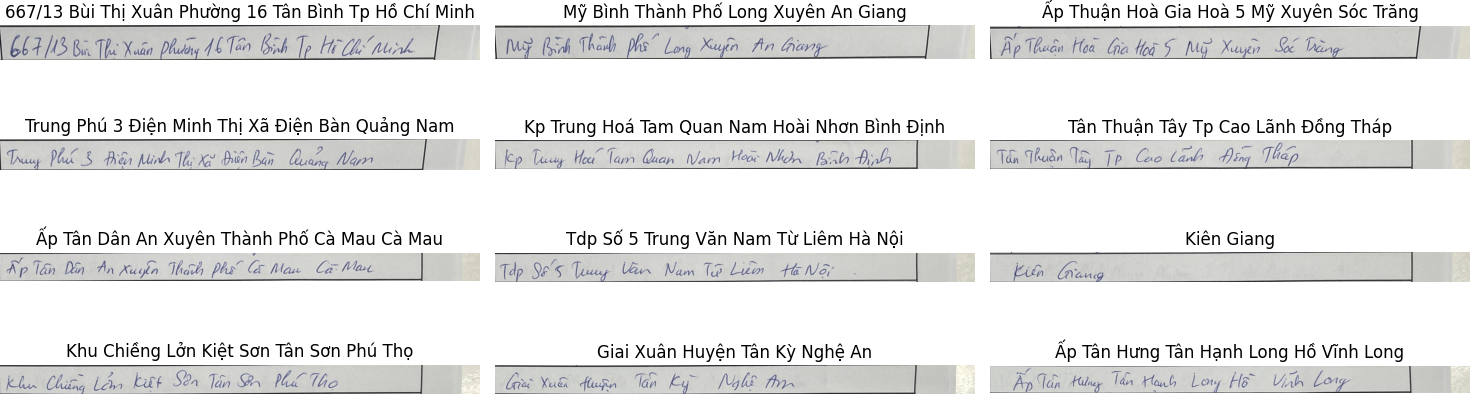 667/13 Bùi Thị Xuân Phường 16 Tân Bình Tp Hồ Chí Minh
667/13 Bùi Thị Xuân Phường 16 Tân Bình Tp Hồ Chí Minh
Mỹ Bình Thành Phố Long Xuyên An Giang
Mỹ Bình Thành Phố Long Xuyên An Giang
Ấp Thuận Hoà Gia Hoà 5 Mỹ Xuyên Sóc Trăng
Ấp Thuận Hoà Gia Hoà 5 Mỹ Xuyên Sóc Trăng
Trung Phú 3 Điện Minh Thị Xã Điện Bàn Quảng Nam
Trung Phú 3 Điện Minh Thị Xã Điện Bàn Quảng Nam
Kp Trung Hoá Tam Quan Nam Hoài Nhơn Bình Định
Kp Trung Hoá Tam Quan Nam Hoài Nhơn Bình Định
Tân Thuận Tây Tp Cao Lãnh Đồng Tháp
Tân Thuận Tây Tp Cao Lãnh Đồng Tháp
Ấp Tân Dân An Xuyên Thành Phố Cà Mau Cà Mau
Ấp Tân Dân An Xuyên Thành Phố Cà Mau Cà Mau
Tdp Số 5 Trung Văn Nam Từ Liêm Hà Nội
Tdp Số 5 Trung Văn Nam Từ Liêm Hà Nội
Kiên Giang
Kiên Giang
Khu Chiềng Lởn Kiệt Sơn Tân Sơn Phú Thọ
Khu Chiềng Lởn Kiệt Sơn Tân Sơn Phú Thọ
Giai Xuân Huyện Tân Kỳ Nghệ An
Giai Xuân Huyện Tân Kỳ Nghệ An
Ấp Tân Hưng Tân Hạnh Long Hồ Vĩnh Long
Ấp Tân Hưng Tân Hạnh Long Hồ Vĩnh Long